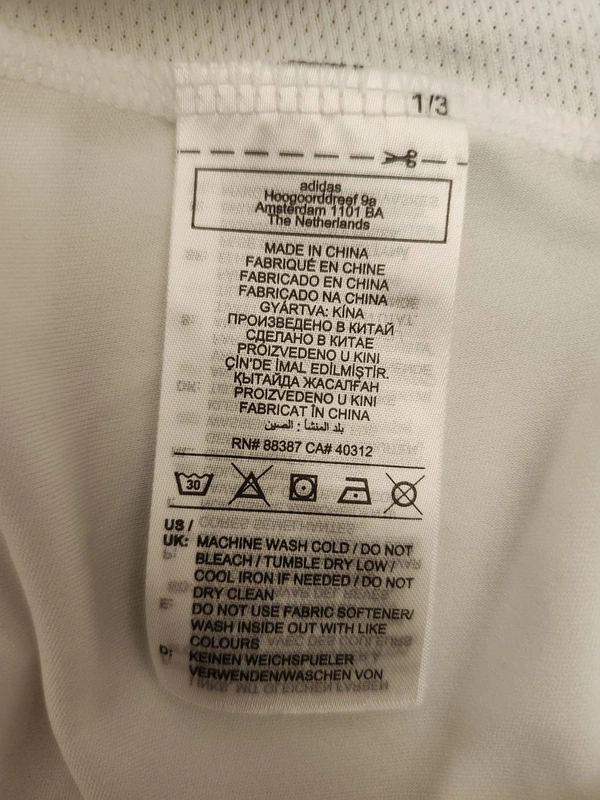 1/3
adidas
Hoogoorddreef 9a
Amsterdam 1101 BA
The Netherlands
MADE IN CHINA
FABRIQUÉ EN CHINE
FABRICADO EN CHINA
FABRICADO NA CHINA
GYÁRTVA: KÍNA
ПРОИЗВЕДЕНО В КИТАЙ
СДЕЛАНО В КИТАЕ
PROIZVEDENO U KINI
ÇİN'DE İMAL EDİLMİŞTİR.
ҚЫТАЙДА ЖАСАЛҒАН
PROIZVEDENO U KINI
FABRICAT ÎN CHINA
بلد المنشأ : الصين
RN# 88387 CA# 40312
30
US /
UK: MACHINE WASH COLD / DO NOT
BLEACH / TUMBLE DRY LOW /
COOL IRON IF NEEDED / DO NOT
DRY CLEAN
DO NOT USE FABRIC SOFTENER/
WASH INSIDE OUT WITH LIKE
COLOURS
D: KEINEN WEICHSPUELER
VERWENDEN/WASCHEN VON